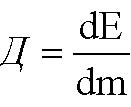 Д = dE/dm